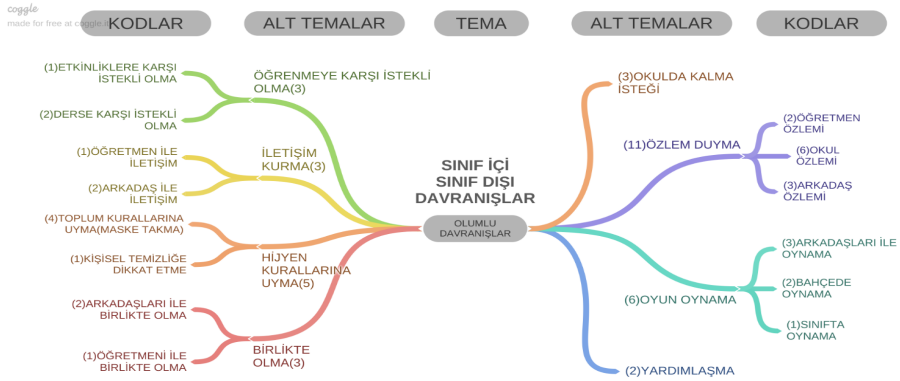 coggle
made for free at coggle.it
KODLAR
ALT TEMALAR
TEMA
ALT TEMALAR
KODLAR
(1)ETKİNLİKLERE KARŞI
İSTEKLİ OLMA
(2)DERSE KARŞI İSTEKLİ
OLMA
ÖĞRENMEYE KARŞI İSTEKLİ
OLMA(3)
(1)ÖĞRETMEN İLE
İLETİŞİM
(2)ARKADAŞ İLE
İLETİŞİM
İLETİŞİM
KURMA(3)
(4)TOPLUM KURALLARINA
UYMA(MASKE TAKMA)
(1)KİŞİSEL TEMİZLİĞE
DİKKAT ETME
HİJYEN
KURALLARINA
UYMA(5)
(2)ARKADAŞLARI İLE
BİRLİKTE OLMA
(1)ÖĞRETMENİ İLE
BİRLİKTE OLMA
BİRLİKTE
OLMA(3)
SINIF İÇİ
SINIF DIŞI
DAVRANIŞLAR
OLUMLU
DAVRANIŞLAR
(3)OKULDA KALMA
İSTEĞİ
(11)ÖZLEM DUYMA
(2)ÖĞRETMEN
ÖZLEMİ
(6)OKUL
ÖZLEMİ
(3)ARKADAŞ
ÖZLEMİ
(6)OYUN OYNAMA
(3)ARKADAŞLARI İLE
OYNAMA
(2)BAHÇEDE
OYNAMA
(1)SINIFTA
OYNAMA
(2)YARDIMLAŞMA